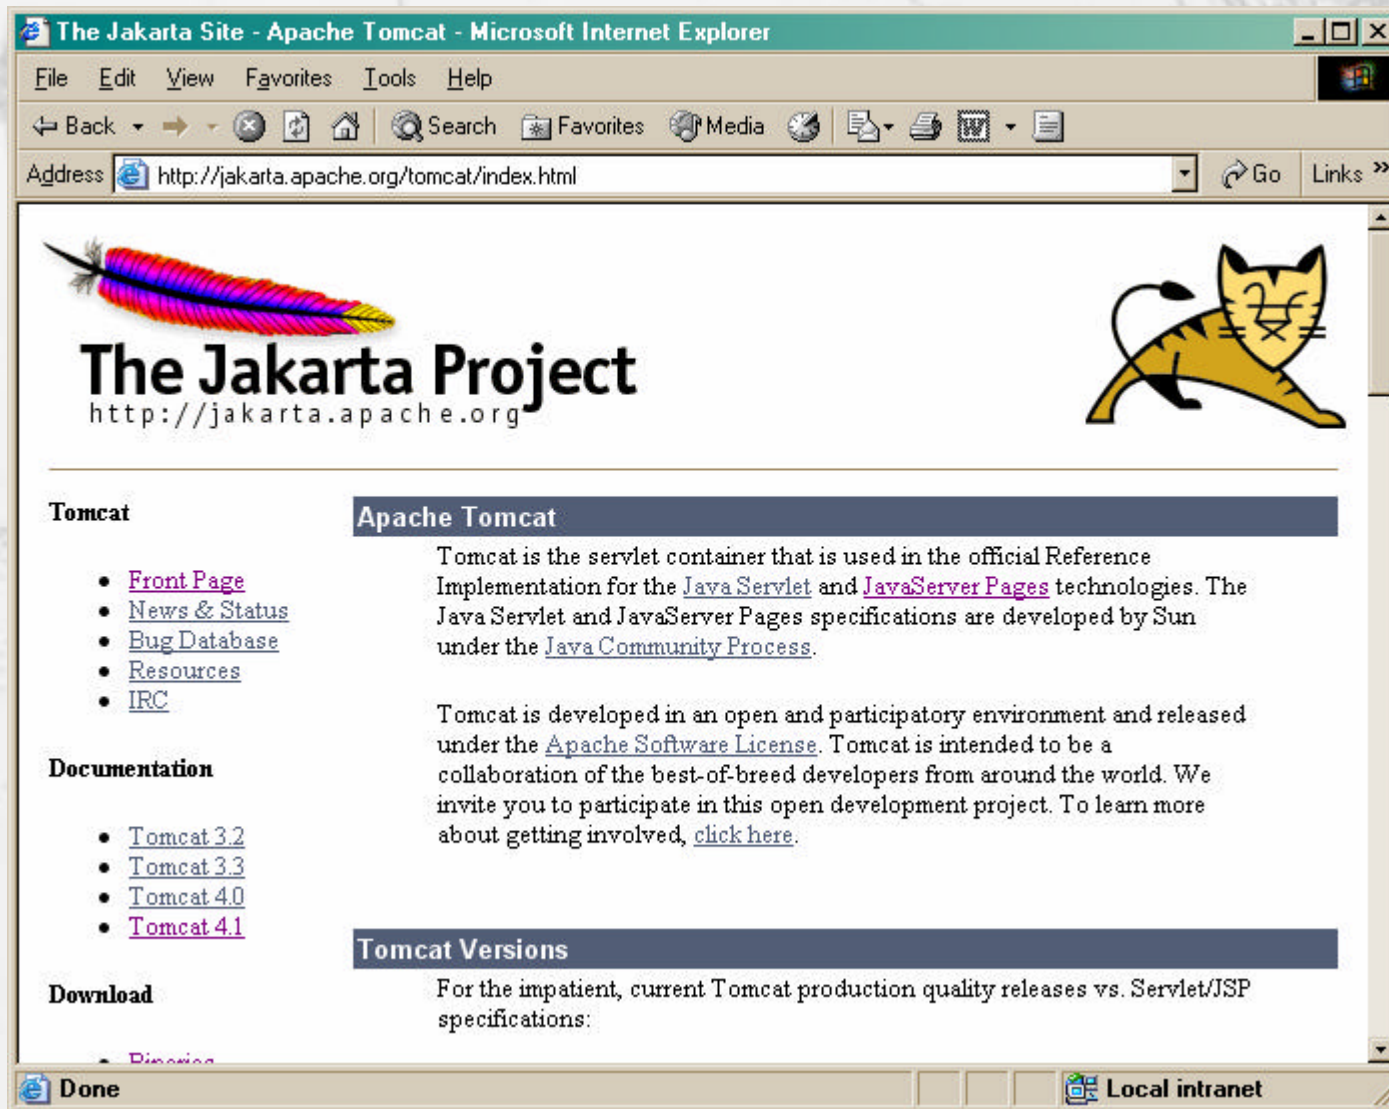 The Jakarta Site - Apache Tomcat - Microsoft Internet Explorer
File Edit View Favorites Tools Help
Back Search Favorites Media
Address http://jakarta.apache.org/tomcat/index.html Go Links »
The Jakarta Project
http://jakarta.apache.org
Tomcat
Front Page
News & Status
Bug Database
Resources
IRC
Documentation
Tomcat 3.2
Tomcat 3.3
Tomcat 4.0
Tomcat 4.1
Download
Binaries
Apache Tomcat
Tomcat is the servlet container that is used in the official Reference
Implementation for the Java Servlet and JavaServer Pages technologies. The
Java Servlet and JavaServer Pages specifications are developed by Sun
under the Java Community Process.
Tomcat is developed in an open and participatory environment and released
under the Apache Software License. Tomcat is intended to be a
collaboration of the best-of-breed developers from around the world. We
invite you to participate in this open development project. To learn more
about getting involved, click here.
Tomcat Versions
For the impatient, current Tomcat production quality releases vs. Servlet/JSP
specifications:
Done Local intranet